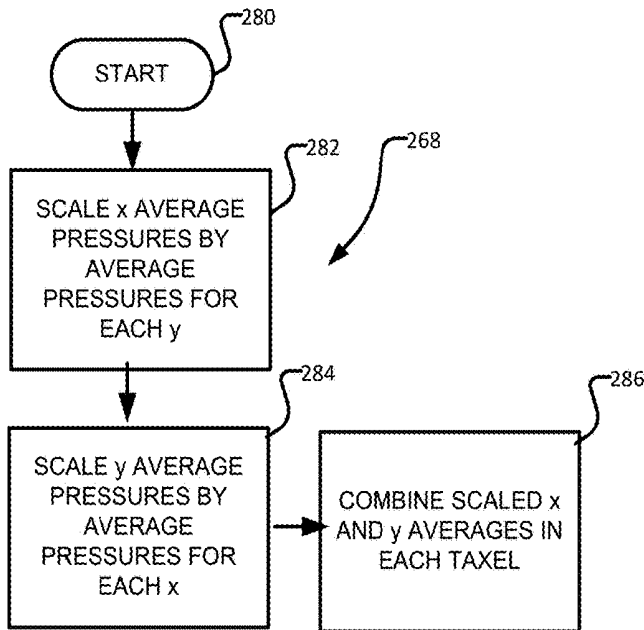 280
START
282
268
SCALE x AVERAGE
PRESSURES BY
AVERAGE
PRESSURES FOR
EACH y
284
286
SCALE y AVERAGE
PRESSURES BY
AVERAGE
PRESSURES FOR
EACH x
COMBINE SCALED x
AND y AVERAGES IN
EACH TAXEL